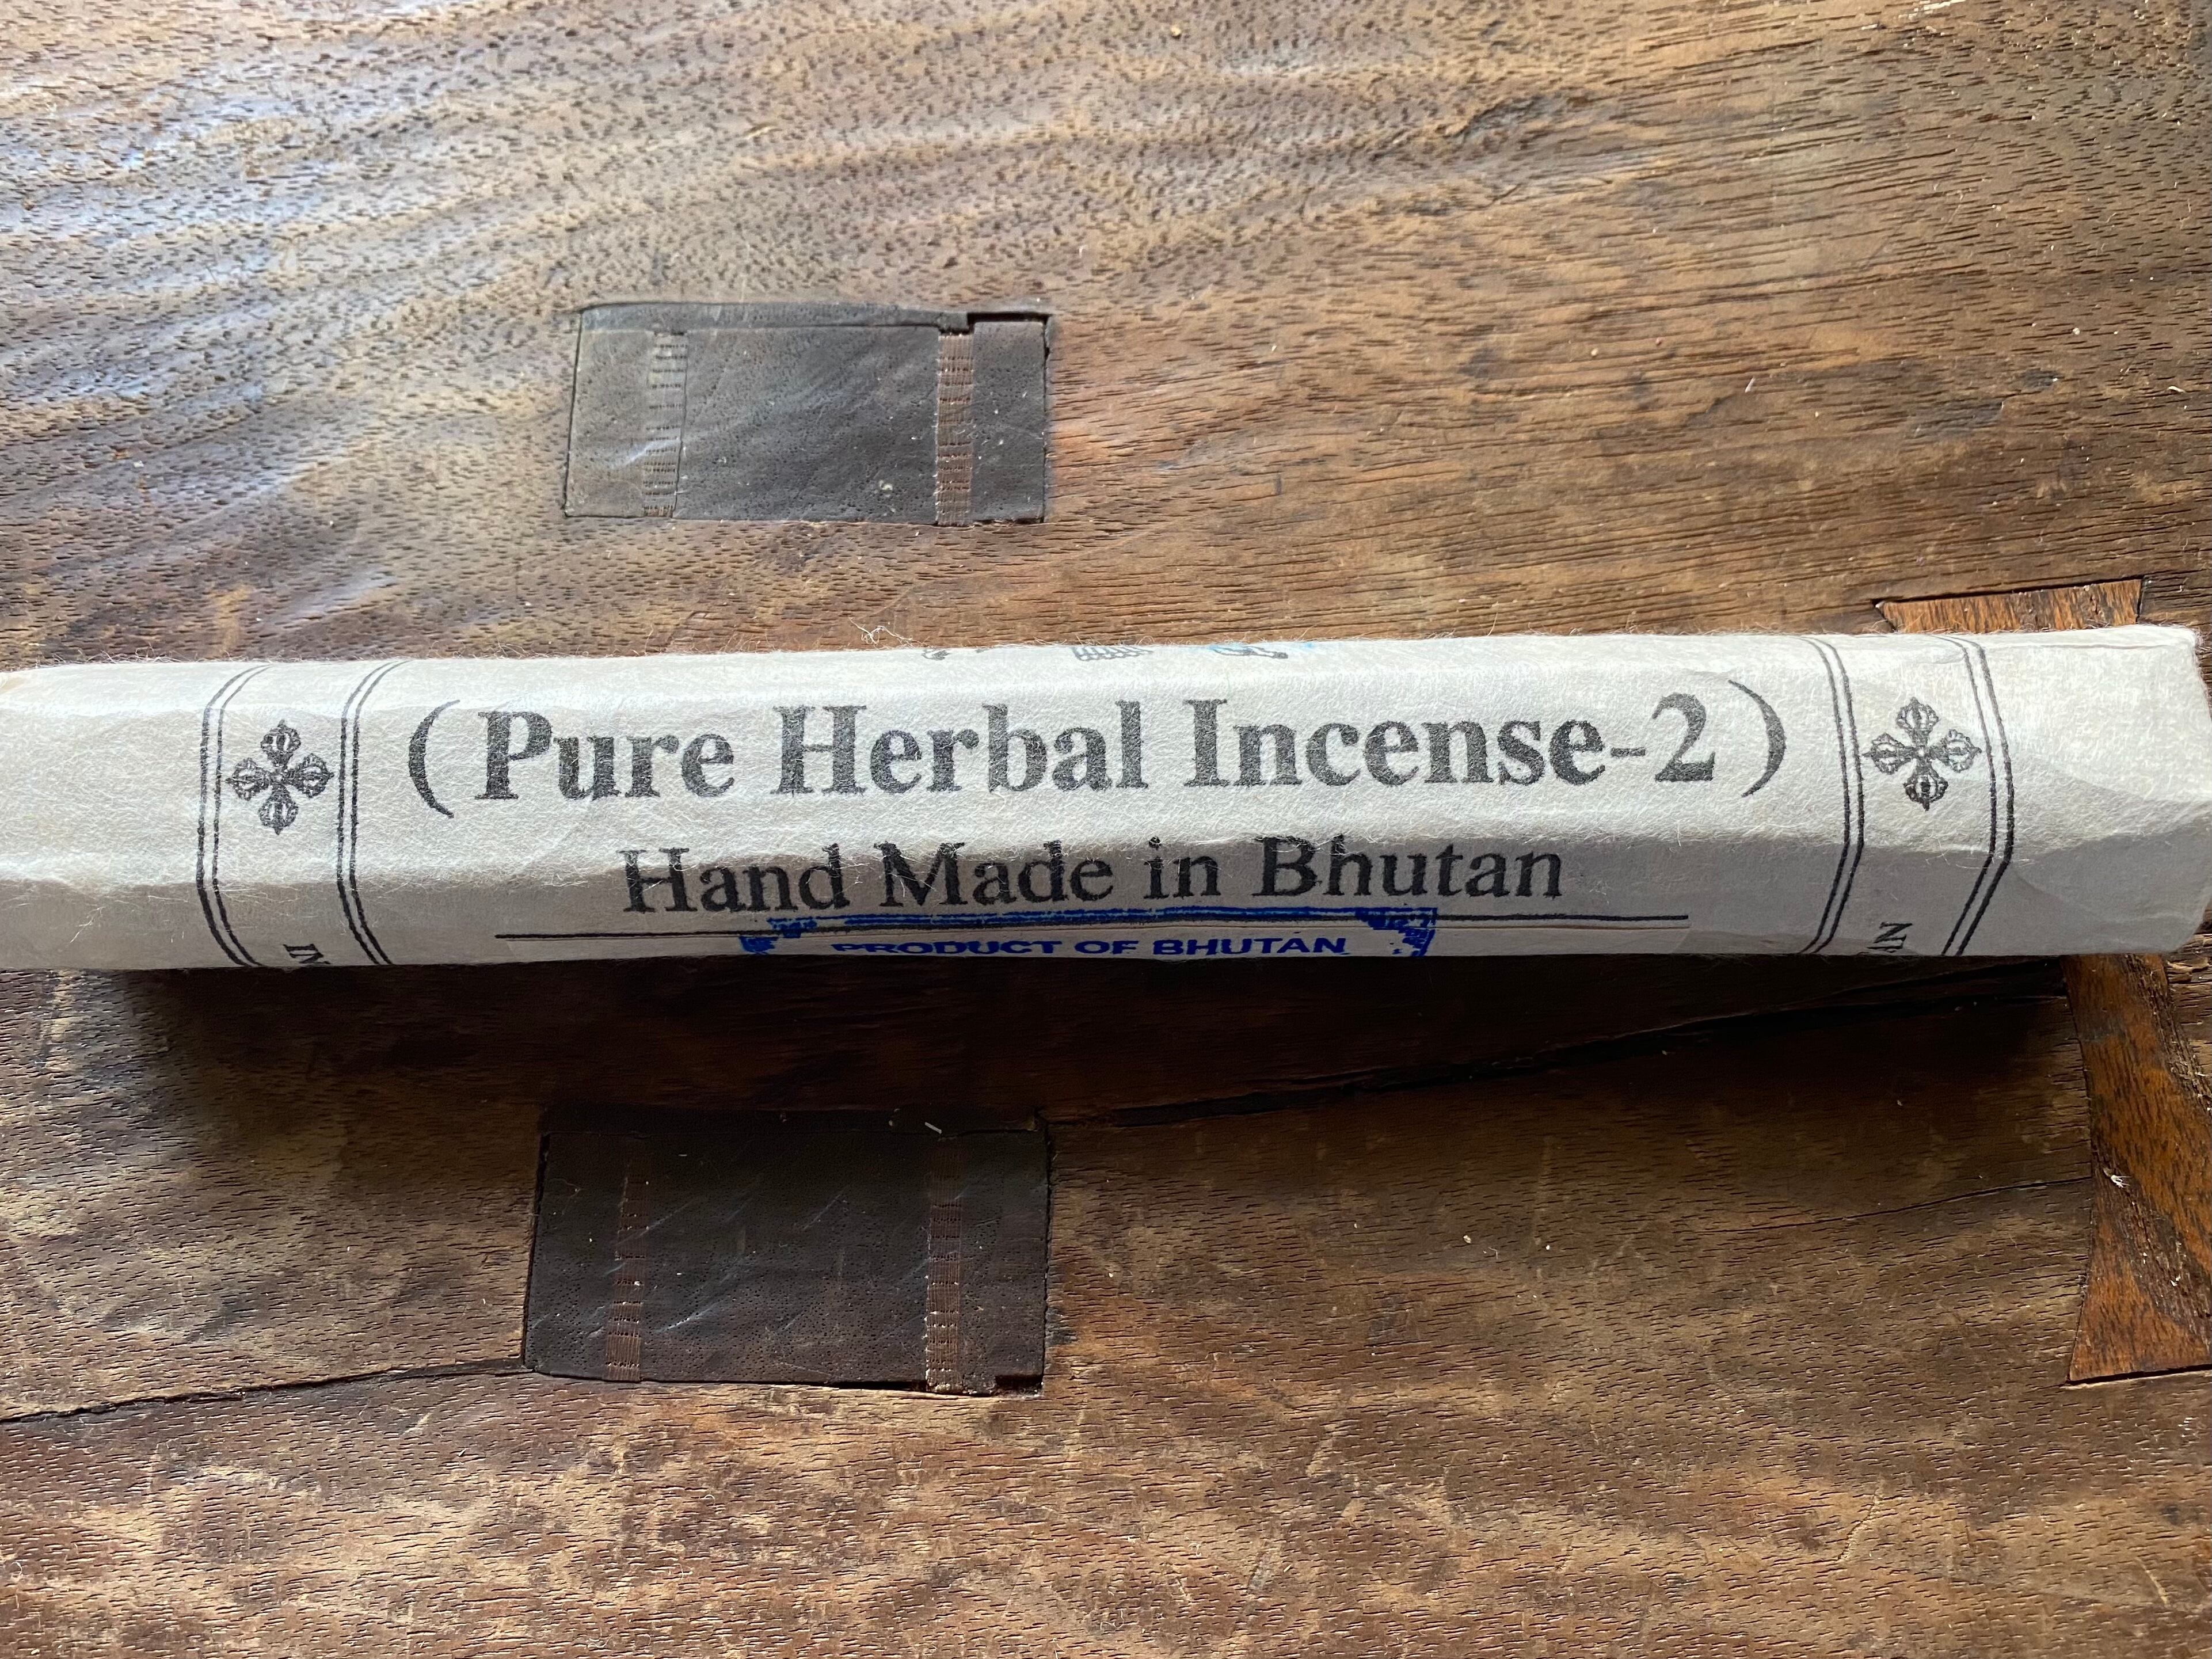 (Pure Herbal Incense-2)
Hand Made in Bhutan
PRODUCT OF BHUTAN